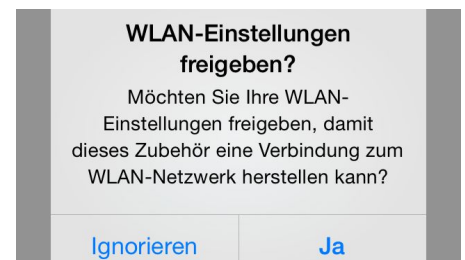 WLAN-Einstellungen
freigeben?
Möchten Sie Ihre WLAN-
Einstellungen freigeben, damit
dieses Zubehör eine Verbindung zum
WLAN-Netzwerk herstellen kann?
Ignorieren
Ja